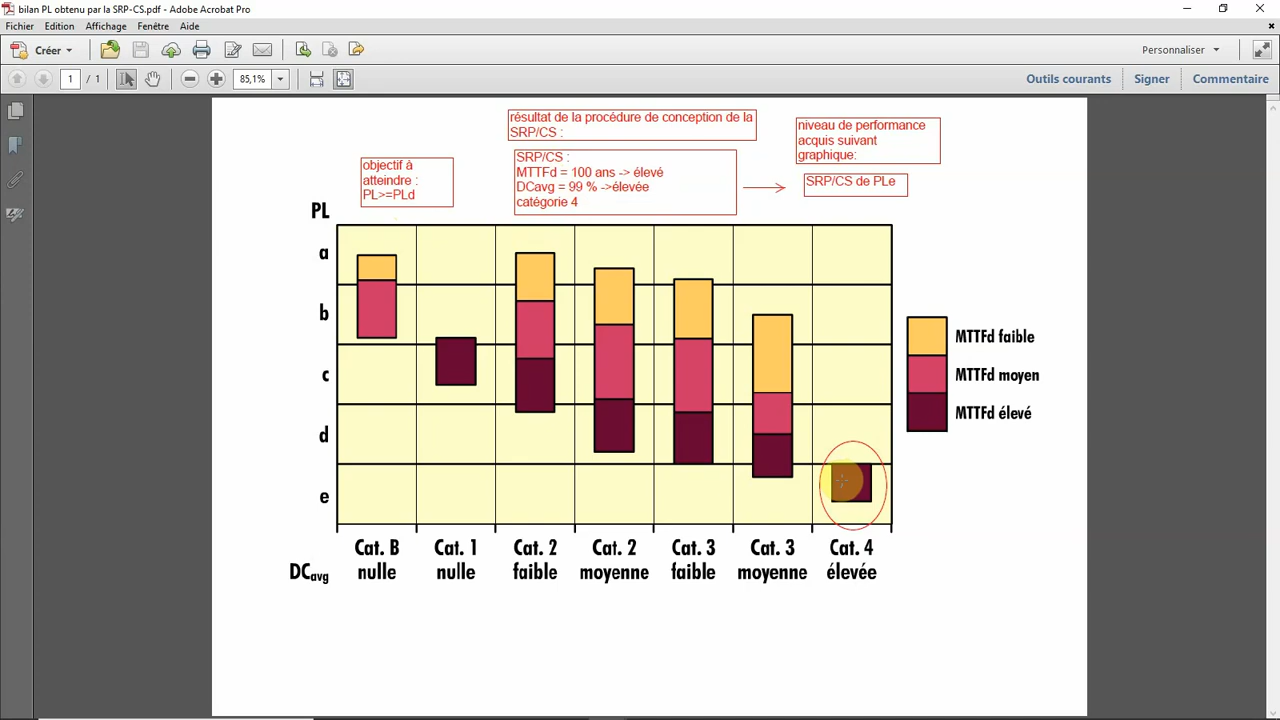 bilan PL obtenu par la SRP-CS.pdf - Adobe Acrobat Pro
Fichier Edition Affichage Fenêtre Aide
Créer
Personnaliser
1 / 1
85,1%
Outils courants Signer Commentaire
résultat de la procédure de conception de la
SRP/CS :
niveau de performance
acquis suivant
graphique:
objectif à
atteindre :
PL>=PLd
SRP/CS :
MTTFd = 100 ans -> élevé
DCavg = 99 % ->élevée
catégorie 4
SRP/CS de PLe
PL
a
b
c
d
e
MTTFd faible
MTTFd moyen
MTTFd élevé
Cat. B Cat. 1 Cat. 2 Cat. 2 Cat. 3 Cat. 3 Cat. 4
DCavg nulle nulle faible moyenne faible moyenne élevée